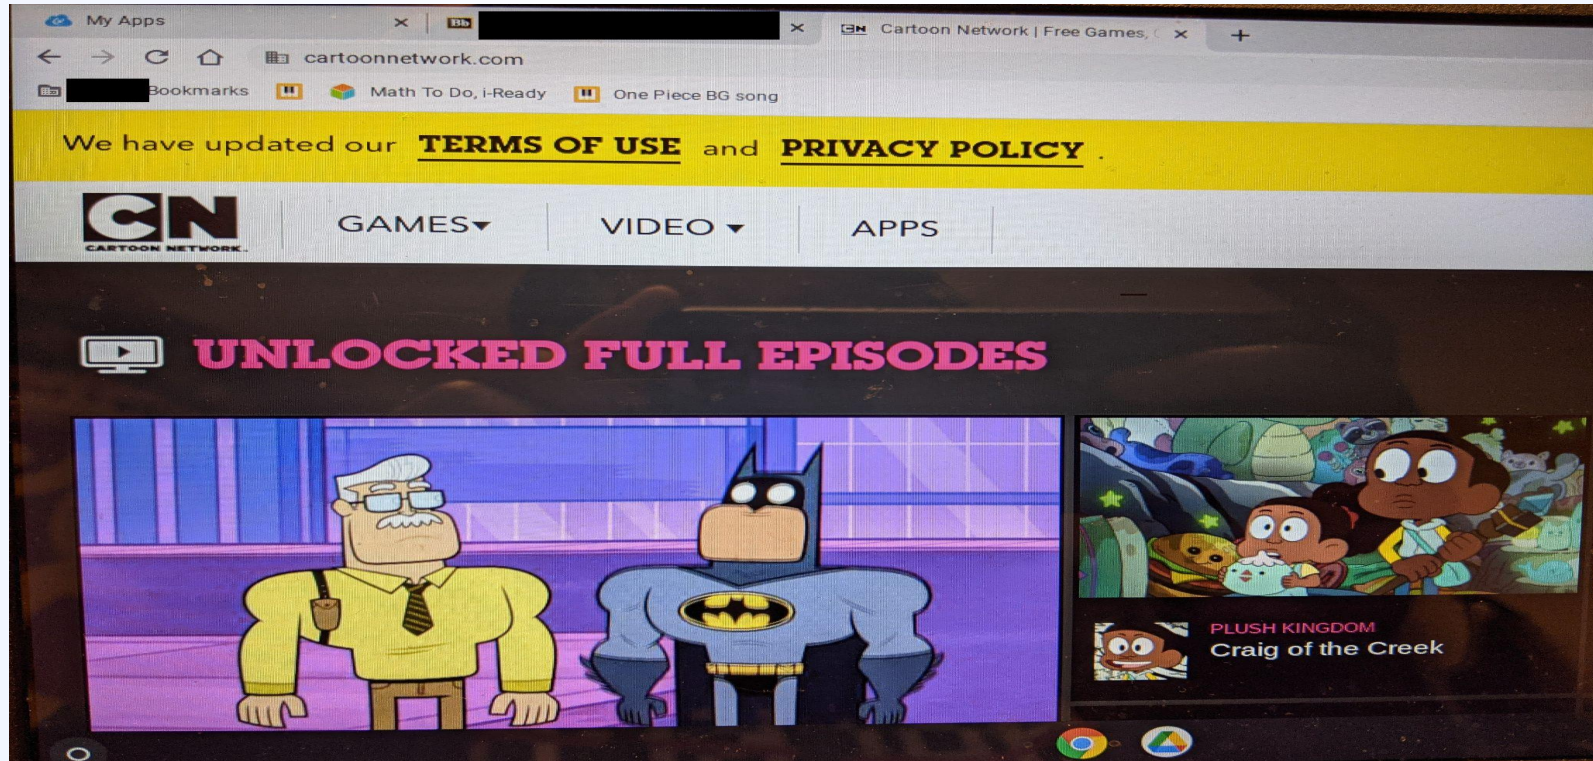 My Apps
Bb
CN Cartoon Network | Free Games,
cartoonnetwork.com
Bookmarks
Math To Do, i-Ready
One Piece BG song
We have updated our TERMS OF USE and PRIVACY POLICY .
CN
CARTOON NETWORK
GAMES
VIDEO
APPS
UNLOCKED FULL EPISODES
PLUSH KINGDOM
Craig of the Creek